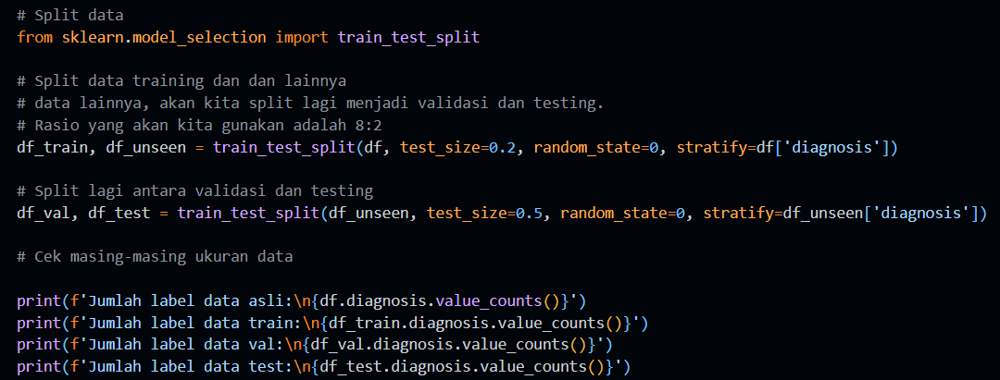 # Split data
from sklearn.model_selection import train_test_split
# Split data training dan dan lainnya
# data lainnya, akan kita split lagi menjadi validasi dan testing.
# Rasio yang akan kita gunakan adalah 8:2
df_train, df_unseen = train_test_split(df, test_size=0.2, random_state=0, stratify=df['diagnosis'])
# Split lagi antara validasi dan testing
df_val, df_test = train_test_split(df_unseen, test_size=0.5, random_state=0, stratify=df_unseen['diagnosis'])
# Cek masing-masing ukuran data
print(f'Jumlah label data asli:\n{df.diagnosis.value_counts()}')
print(f'Jumlah label data train:\n{df_train.diagnosis.value_counts()}')
print(f'Jumlah label data val:\n{df_val.diagnosis.value_counts()}')
print(f'Jumlah label data test:\n{df_test.diagnosis.value_counts()}')